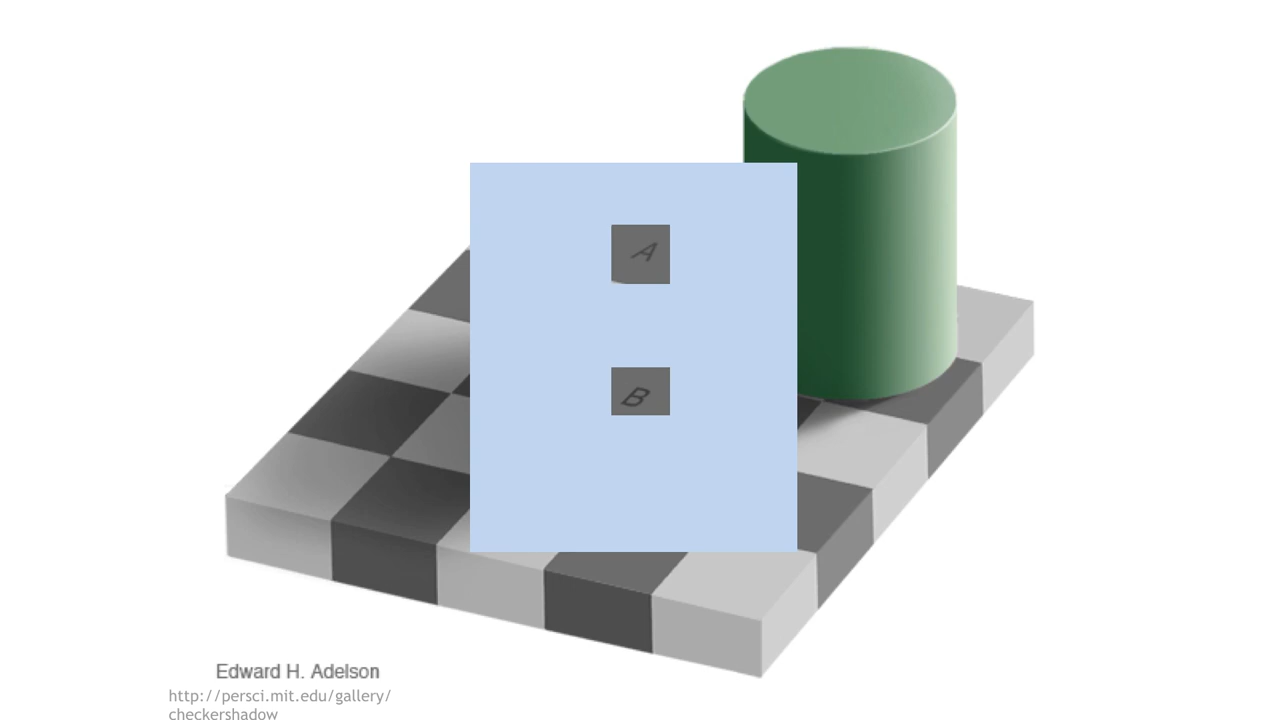 A
B
Edward H. Adelson
http://persci.mit.edu/gallery/
checkershadow